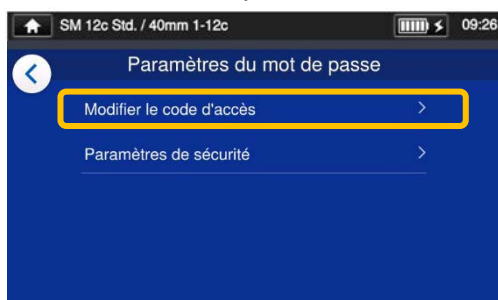 SM 12c Std. / 40mm 1-12c 09:26
Paramètres du mot de passe
Modifier le code d'accès
Paramètres de sécurité